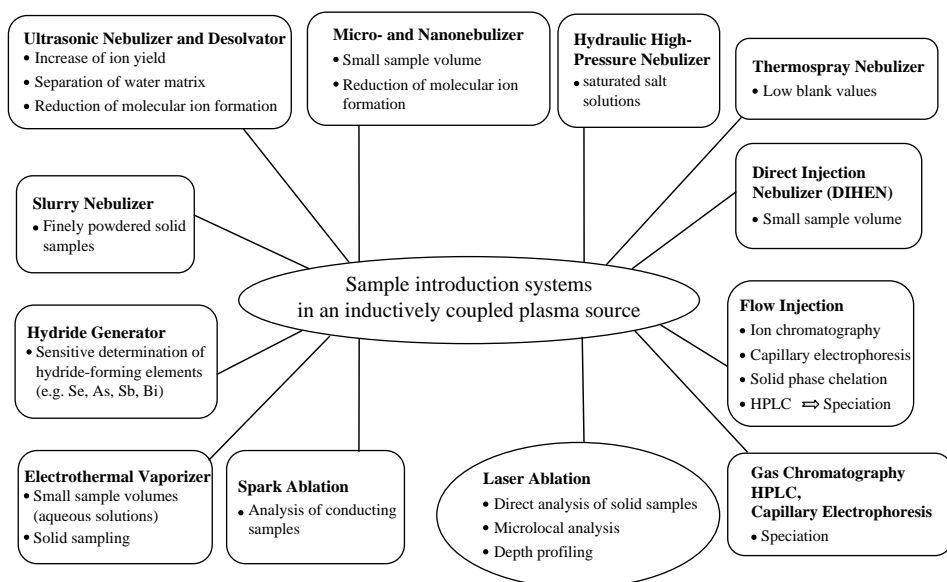 Ultrasonic Nebulizer and Desolvator
• Increase of ion yield
• Separation of water matrix
• Reduction of molecular ion formation
Micro- and Nanonebulizer
• Small sample volume
• Reduction of molecular ion
formation
Hydraulic High-
Pressure Nebulizer
• saturated salt
solutions
Thermospray Nebulizer
• Low blank values
Direct Injection
Nebulizer (DIHEN)
• Small sample volume
Slurry Nebulizer
• Finely powdered solid
samples
Sample introduction systems
in an inductively coupled plasma source
Flow Injection
• Ion chromatography
• Capillary electrophoresis
• Solid phase chelation
• HPLC ⇒ Speciation
Hydride Generator
• Sensitive determination of
hydride-forming elements
(e.g. Se, As, Sb, Bi)
Electrothermal Vaporizer
• Small sample volumes
(aqueous solutions)
• Solid sampling
Spark Ablation
• Analysis of conducting
samples
Laser Ablation
• Direct analysis of solid samples
• Microlocal analysis
• Depth profiling
Gas Chromatography
HPLC,
Capillary Electrophoresis
• Speciation